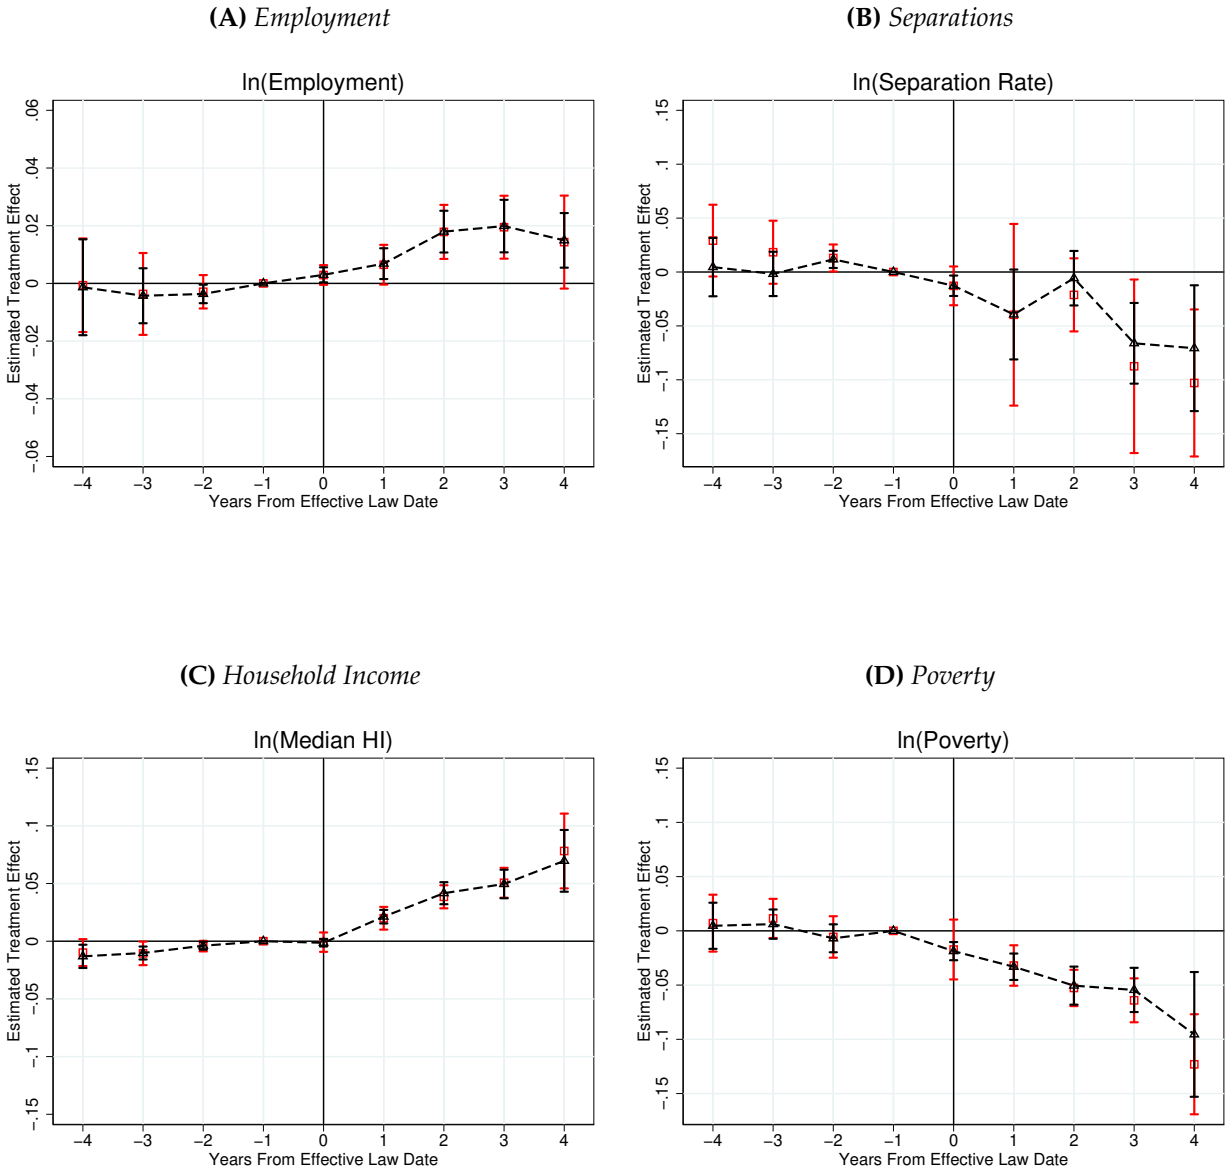 (A) Employment
ln(Employment)
Estimated Treatment Effect
.06
.04
.02
0
−.02
−.04
−.06
−4 −3 −2 −1 0 1 2 3 4
Years From Effective Law Date
(B) Separations
ln(Separation Rate)
Estimated Treatment Effect
.15
.1
.05
0
−.05
−.1
−.15
−4 −3 −2 −1 0 1 2 3 4
Years From Effective Law Date
(C) Household Income
ln(Median HI)
Estimated Treatment Effect
.15
.1
.05
0
−.05
−.1
−.15
−4 −3 −2 −1 0 1 2 3 4
Years From Effective Law Date
(D) Poverty
ln(Poverty)
Estimated Treatment Effect
.15
.1
.05
0
−.05
−.1
−.15
−4 −3 −2 −1 0 1 2 3 4
Years From Effective Law Date